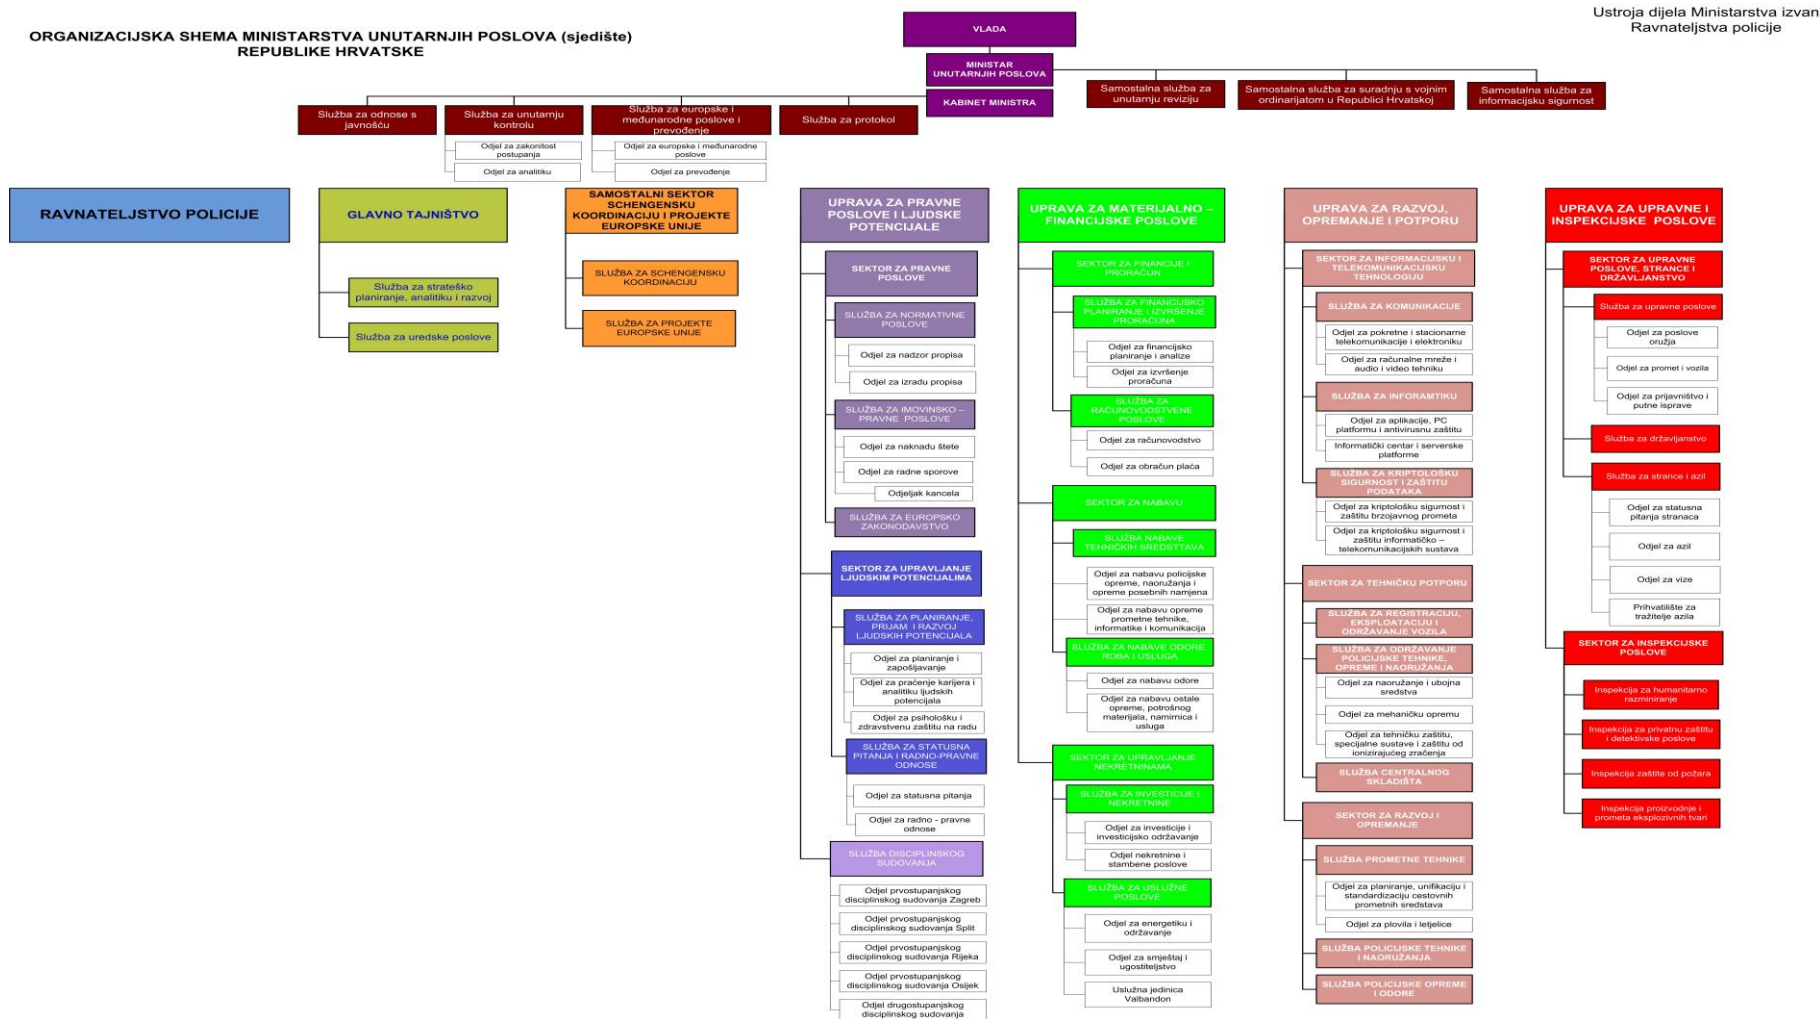 Ustroja dijela Ministarstva izvan
Ravnateljstva policije
ORGANIZACIJSKA SHEMA MINISTARSTVA UNUTARNJIH POSLOVA (sjedište)
REPUBLIKE HRVATSKE
VLADA
MINISTAR
UNUTARNJIH POSLOVA
KABINET MINISTRA
Samostalna služba za
unutarnju reviziju
Samostalna služba za suradnju s vojnim
ordinarijatom u Republici Hrvatskoj
Samostalna služba za
informacijsku sigurnost
Služba za odnose s
javnošću
Služba za unutarnju
kontrolu
Odjel za zakonitost
postupanja
Odjel za analitiku
Služba za europske i
međunarodne poslove i
prevođenje
Odjel za europske i međunarodne
poslove
Odjel za prevođenje
Služba za protokol
RAVNATELJSTVO POLICIJE
GLAVNO TAJNIŠTVO
Služba za strateško
planiranje, analitiku i razvoj
Služba za uredske poslove
SAMOSTALNI SEKTOR
SCHENGENSKU
KOORDINACIJU I PROJEKTE
EUROPSKE UNIJE
SLUŽBA ZA SCHENGENSKU
KOORDINACIJU
SLUŽBA ZA PROJEKTE
EUROPSKE UNIJE
UPRAVA ZA PRAVNE
POSLOVE I LJUDSKE
POTENCIJALE
SEKTOR ZA PRAVNE
POSLOVE
SLUŽBA ZA NORMATIVNE
POSLOVE
Odjel za nadzor propisa
Odjel za izradu propisa
SLUŽBA ZA IMOVINSKO –
PRAVNE POSLOVE
Odjel za naknadu štete
Odjel za radne sporove
Odjeljak kancela
SLUŽBA ZA EUROPSKO
ZAKONODAVSTVO
SEKTOR ZA UPRAVLJANJE
LJUDSKIM POTENCIJALIMA
SLUŽBA ZA PLANIRANJE,
PRIJAM I RAZVOJ
LJUDSKIH POTENCIJALA
Odjel za planiranje i
zapošljavanje
Odjel za praćenje karijera i
analitiku ljudskih
potencijala
Odjel za psihološku i
zdravstvenu zaštitu na radu
SLUŽBA ZA STATUSNA
PITANJA I RADNO-PRAVNE
ODNOSE
Odjel za statusna pitanja
Odjel za radno - pravne
odnose
SLUŽBA DISCIPLINSKOG
SUDOVANJA
Odjel prvostupanjskog
disciplinskog sudovanja Zagreb
Odjel prvostupanjskog
disciplinskog sudovanja Split
Odjel prvostupanjskog
disciplinskog sudovanja Rijeka
Odjel prvostupanjskog
disciplinskog sudovanja Osijek
Odjel drugostupanjskog
disciplinskog sudovanja
UPRAVA ZA MATERIJALNO –
FINANCIJSKE POSLOVE
SEKTOR ZA FINANCIJE I
PRORAČUN
SLUŽBA ZA FINANCIJSKO
PLANIRANJE I IZVRŠENJE
PRORAČUNA
Odjel za financijsko
planiranje i analize
Odjel za izvršenje
proračuna
SLUŽBA ZA
RAČUNOVODSTVENE
POSLOVE
Odjel za računovodstvo
Odjel za obračun plaća
SEKTOR ZA NABAVU
SLUŽBA NABAVE
TEHNIČKIH SREDSTTAVA
Odjel za nabavu policijske
opreme, naoružanja i
opreme posebnih namjena
Odjel za nabavu opreme
prometne tehnike,
informatike i komunikacija
SLUŽBA ZA NABAVE ODORE,
ROBA I USLUGA
Odjel za nabavu odore
Odjel za nabavu ostale
opreme, potrošnog
materijala, namirnica i
usluga
SEKTOR ZA UPRAVLJANJE
NEKRETNINAMA
SLUŽBA ZA INVESTICIJE I
NEKRETNINE
Odjel za investicije i
investicijsko održavanje
Odjel nekretnine i
stambene poslove
SLUŽBA ZA USLUŽNE
POSLOVE
Odjel za energetiku i
održavanje
Odjel za smještaj i
ugostiteljstvo
Uslužna jedinica
Valbandon
UPRAVA ZA RAZVOJ,
OPREMANJE I POTPORU
SEKTOR ZA INFORMACIJSKU I
TELEKOMUNIKACIJSKU
TEHNOLOGIJU
SLUŽBA ZA KOMUNIKACIJE
Odjel za pokretne i stacionarne
telekomunikacije i elektroniku
Odjel za računalne mreže i
audio i video tehniku
SLUŽBA ZA INFORAMTIKU
Odjel za aplikacije, PC
platformu i antivirusnu zaštitu
Informatički centar i serverske
platforme
SLUŽBA ZA KRIPTOLOŠKU
SIGURNOST I ZAŠTITU
PODATAKA
Odjel za kriptološku sigurnost i
zaštitu brzojavnog prometa
Odjel za kriptološku sigurnost i
zaštitu informatičko –
telekomunikacijskih sustava
SEKTOR ZA TEHNIČKU POTPORU
SLUŽBA ZA REGISTRACIJU,
EKSPLOATACIJU I
ODRŽAVANJE VOZILA
SLUŽBA ZA ODRŽAVANJE
POLICIJSKE TEHNIKE,
OPREME I NAORUŽANJA
Odjel za naoružanje i ubojna
sredstva
Odjel za mehaničku opremu
Odjel za tehničku zaštitu,
specijalne sustave i zaštitu od
ionizirajućeg zračenja
SLUŽBA CENTRALNOG
SKLADIŠTA
SEKTOR ZA RAZVOJ I
OPREMANJE
SLUŽBA PROMETNE TEHNIKE
Odjel za planiranje, unifikaciju i
standardizaciju cestovnih
prometnih sredstava
Odjel za plovila i letjelice
SLUŽBA POLICIJSKE TEHNIKE
I NAORUŽANJA
SLUŽBA POLICIJSKE OPREME
I ODORE
UPRAVA ZA UPRAVNE I
INSPEKCIJSKE POSLOVE
SEKTOR ZA UPRAVNE
POSLOVE, STRANCE I
DRŽAVLJANSTVO
Služba za upravne poslove
Odjel za poslove
oružja
Odjel za promet i vozila
Odjel za prijavništvo i
putne isprave
Služba za državljanstvo
Služba za strance i azil
Odjel za statusna
pitanja stranaca
Odjel za azil
Odjel za vize
Prihvatilište za
tražitelje azila
SEKTOR ZA INSPEKCIJSKE
POSLOVE
Inspekcija za humanitarno
razminiranje
Inspekcija za privatnu zaštitu
i detektivske poslove
Inspekcija zaštite od požara
Inspekcija proizvodnje i
prometa eksplozivnih tvari